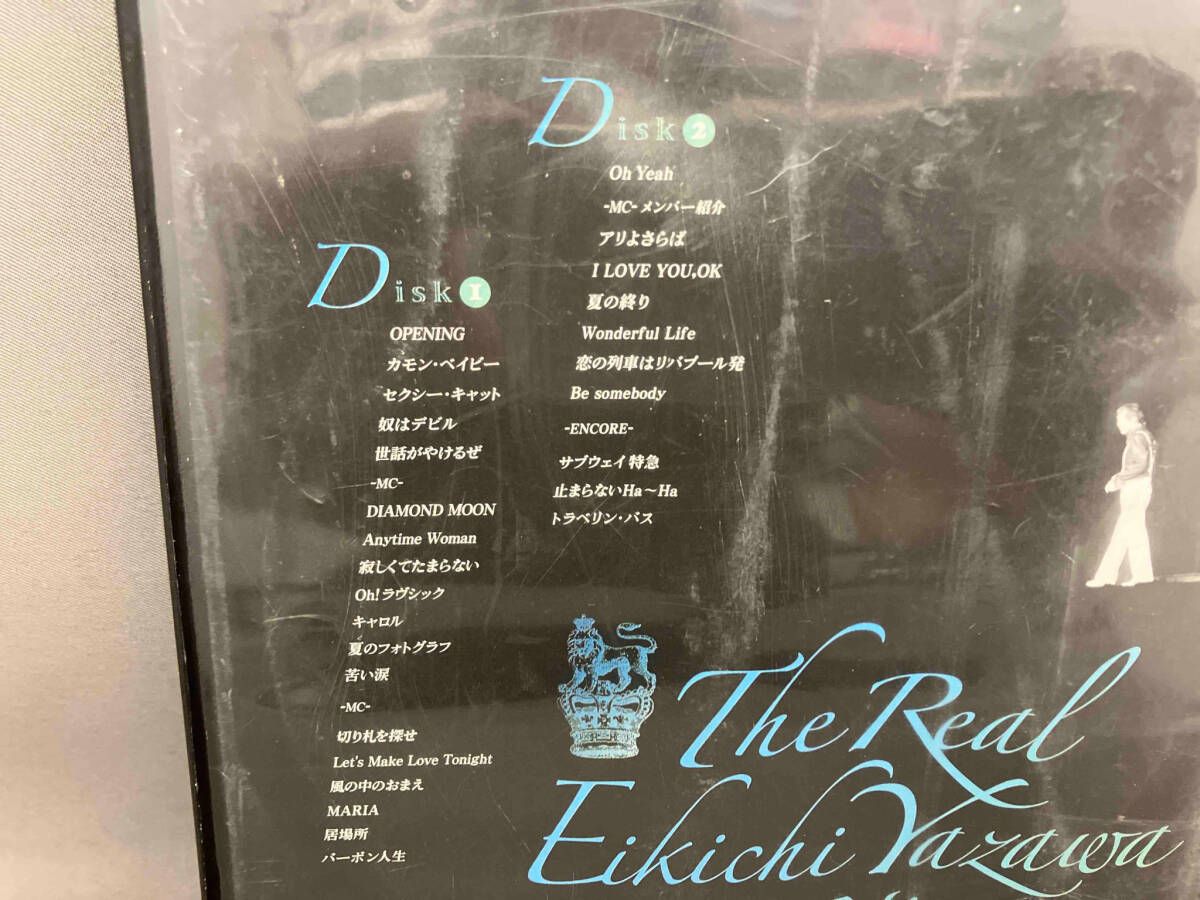 Disk 1
OPENING
カモン・ベイビー
セクシー・キャット
奴はデビル
世話がやけるぜ
-MC-
DIAMOND MOON
Anytime Woman
寂しくてたまらない
Oh!ラヴシック
キャロル
夏のフォトグラフ
苦い涙
-MC-
切り札を探せ
Let's Make Love Tonight
風の中のおまえ
MARIA
居場所
バーボン人生
Disk 2
Oh Yeah
-MC-メンバー紹介
アリよさらば
I LOVE YOU,OK
夏の終り
Wonderful Life
恋の列車はリバプール発
Be somebody
-ENCORE-
サブウェイ特急
止まらないHa〜Ha
トラベリン・バス
The Real
Eikichi Yazawa